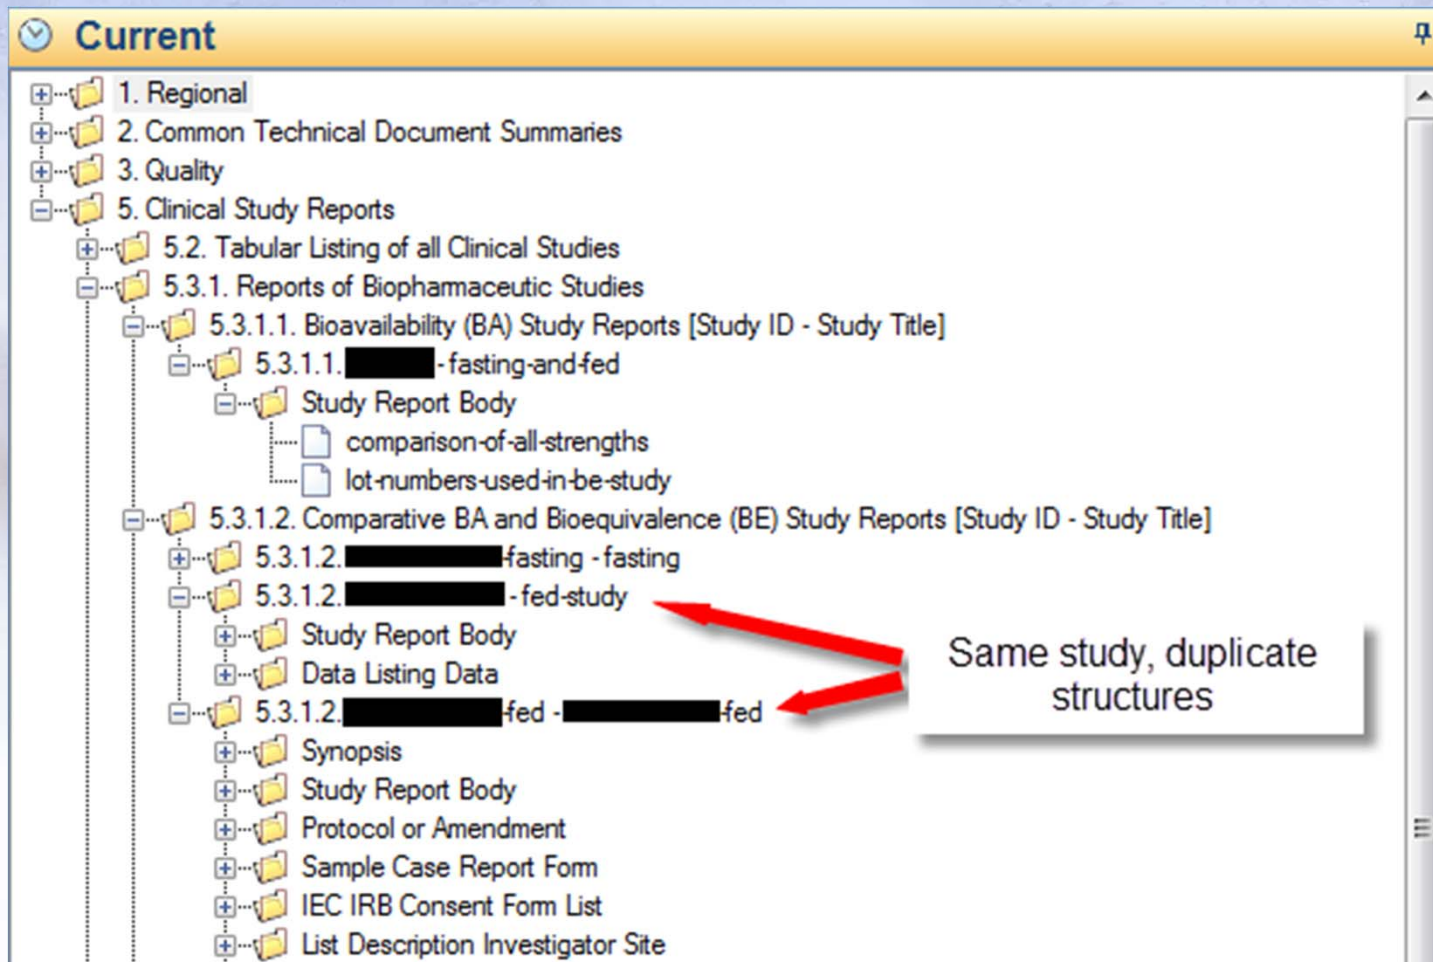 Current
1. Regional
2. Common Technical Document Summaries
3. Quality
5. Clinical Study Reports
5.2. Tabular Listing of all Clinical Studies
5.3.1. Reports of Biopharmaceutic Studies
5.3.1.1. Bioavailability (BA) Study Reports [Study ID - Study Title]
5.3.1.1. - fasting-and-fed
Study Report Body
comparison-of-all-strengths
lot-numbers-used-in-be-study
5.3.1.2. Comparative BA and Bioequivalence (BE) Study Reports [Study ID - Study Title]
5.3.1.2. -fasting - fasting
5.3.1.2. - fed-study
Study Report Body
Data Listing Data
5.3.1.2. -fed - -fed
Synopsis
Study Report Body
Protocol or Amendment
Sample Case Report Form
IEC IRB Consent Form List
List Description Investigator Site
Same study, duplicate
structures